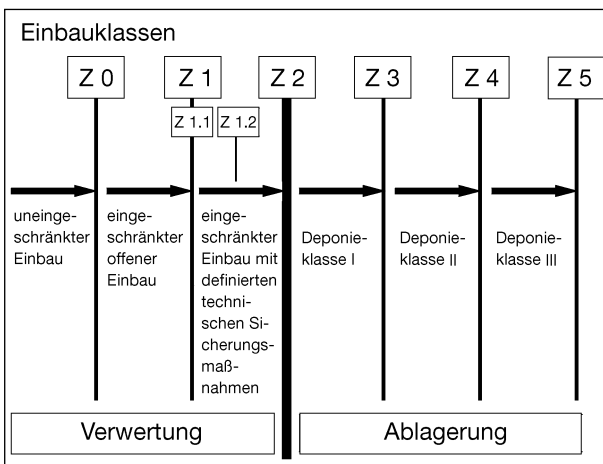 Einbauklassen
Z 0
Z 1
Z 2
Z 3
Z 4
Z 5
Z 1.1
Z 1.2
uneinge-
schränkter
Einbau
einge-
schränkter
offener
Einbau
einge-
schränkter
Einbau mit
definierten
techni-
schen Si-
cherungs-
maß-
nahmen
Deponie-
klasse I
Deponie-
klasse II
Deponie-
klasse III
Verwertung
Ablagerung